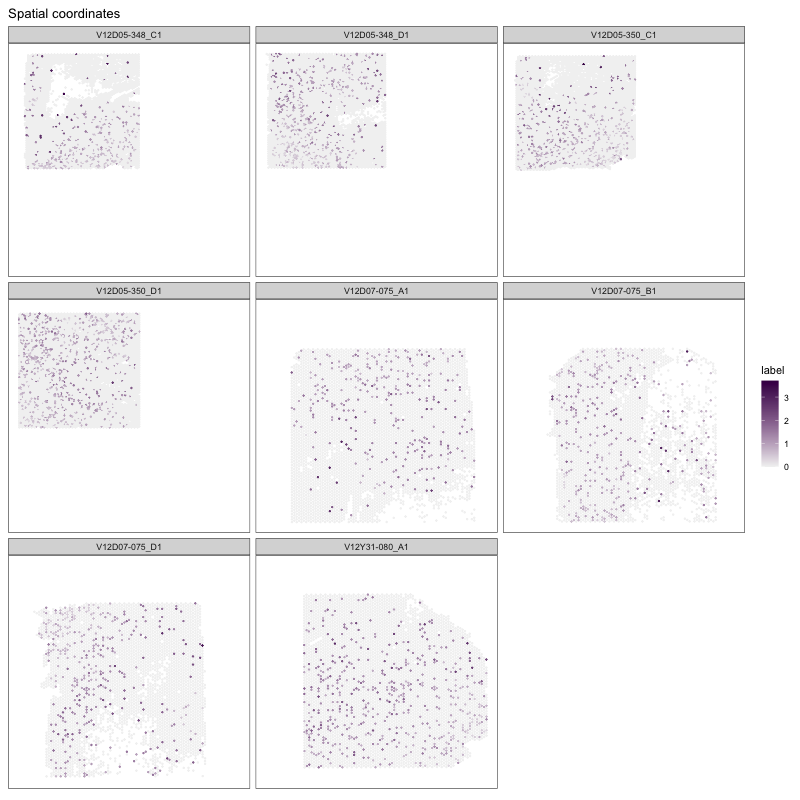 Spatial coordinates
V12D05-348_C1
V12D05-348_D1
V12D05-350_C1
V12D05-350_D1
V12D07-075_A1
V12D07-075_B1
label
3
2
1
0
V12D07-075_D1
V12Y31-080_A1